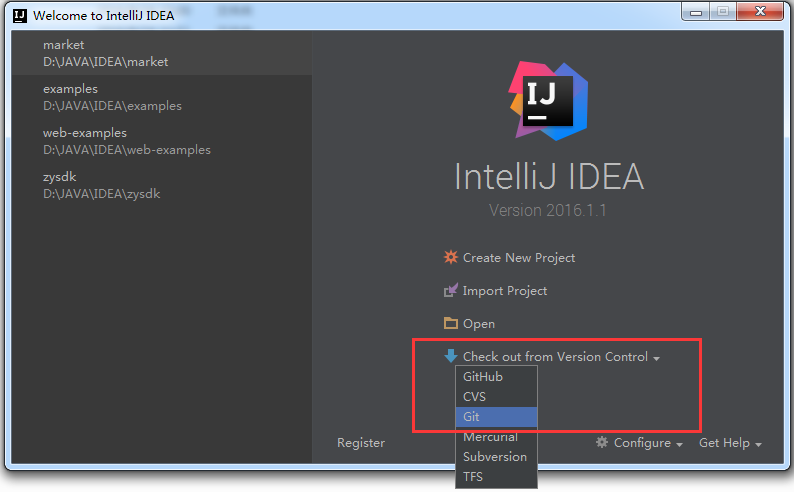 Welcome to IntelliJ IDEA
market
D:\JAVA\IDEA\market
examples
D:\JAVA\IDEA\examples
web-examples
D:\JAVA\IDEA\web-examples
zysdk
D:\JAVA\IDEA\zysdk
IJ
IntelliJ IDEA
Version 2016.1.1
Create New Project
Import Project
Open
Check out from Version Control
GitHub
CVS
Git
Mercurial
Subversion
TFS
Register
Configure
Get Help